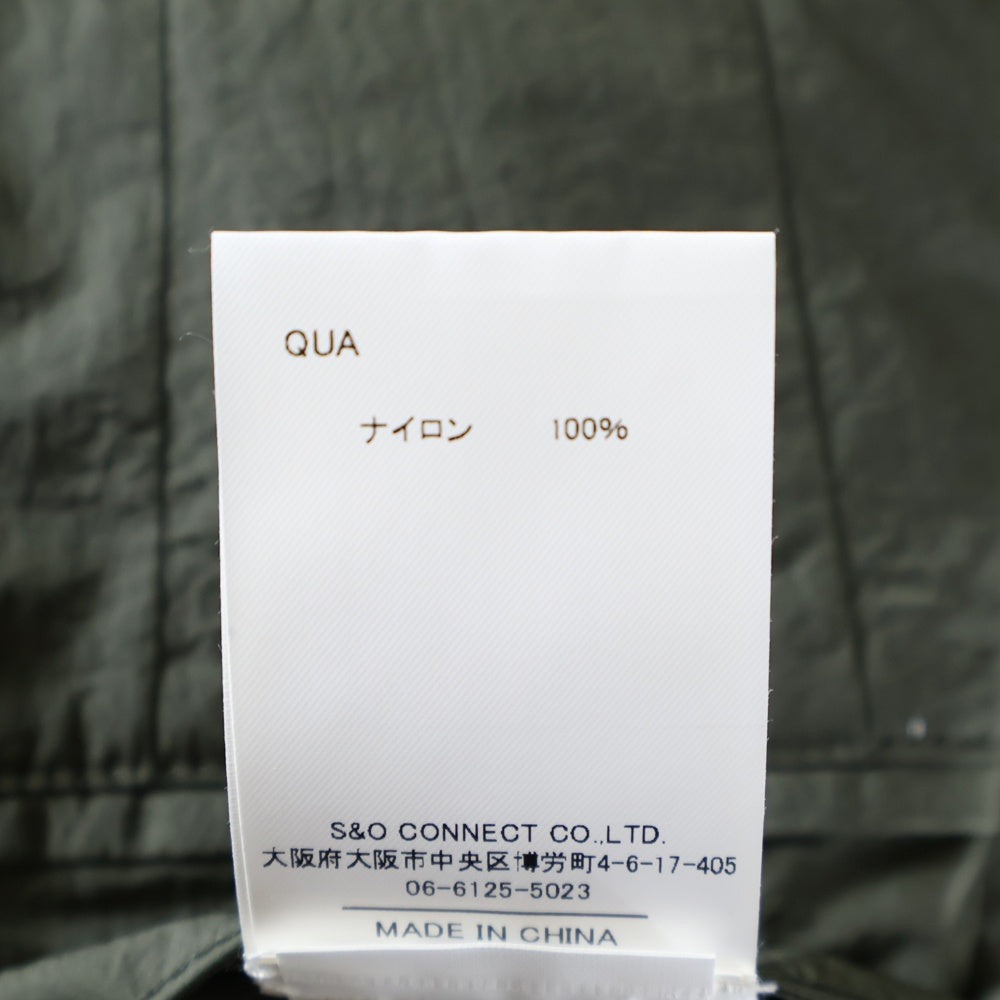 QUA
ナイロン 100%
S&O CONNECT CO.,LTD.
大阪府大阪市中央区博労町4-6-17-405
06-6125-5023
MADE IN CHINA